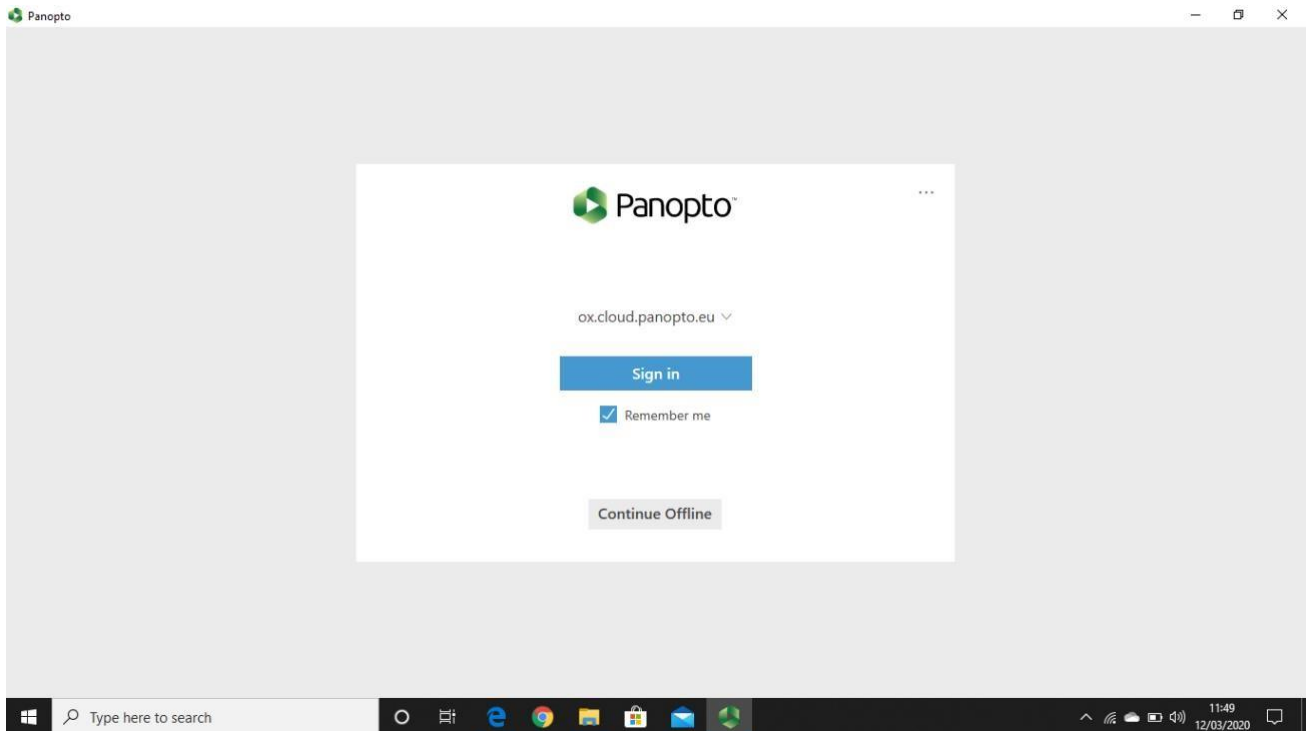 Panopto
Panopto™
ox.cloud.panopto.eu
Sign in
Remember me
Continue Offline
Type here to search
11:49
12/03/2020